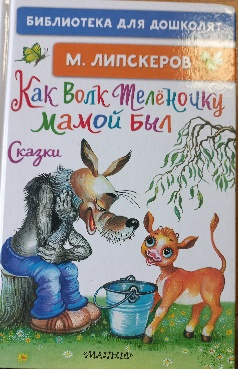 БИБЛИОТЕКА ДЛЯ ДОШКОЛЯТ
М. ЛИПСКЕРОВ
Как Волк Телёночку
мамой был
Сказки
МАЛЫШ